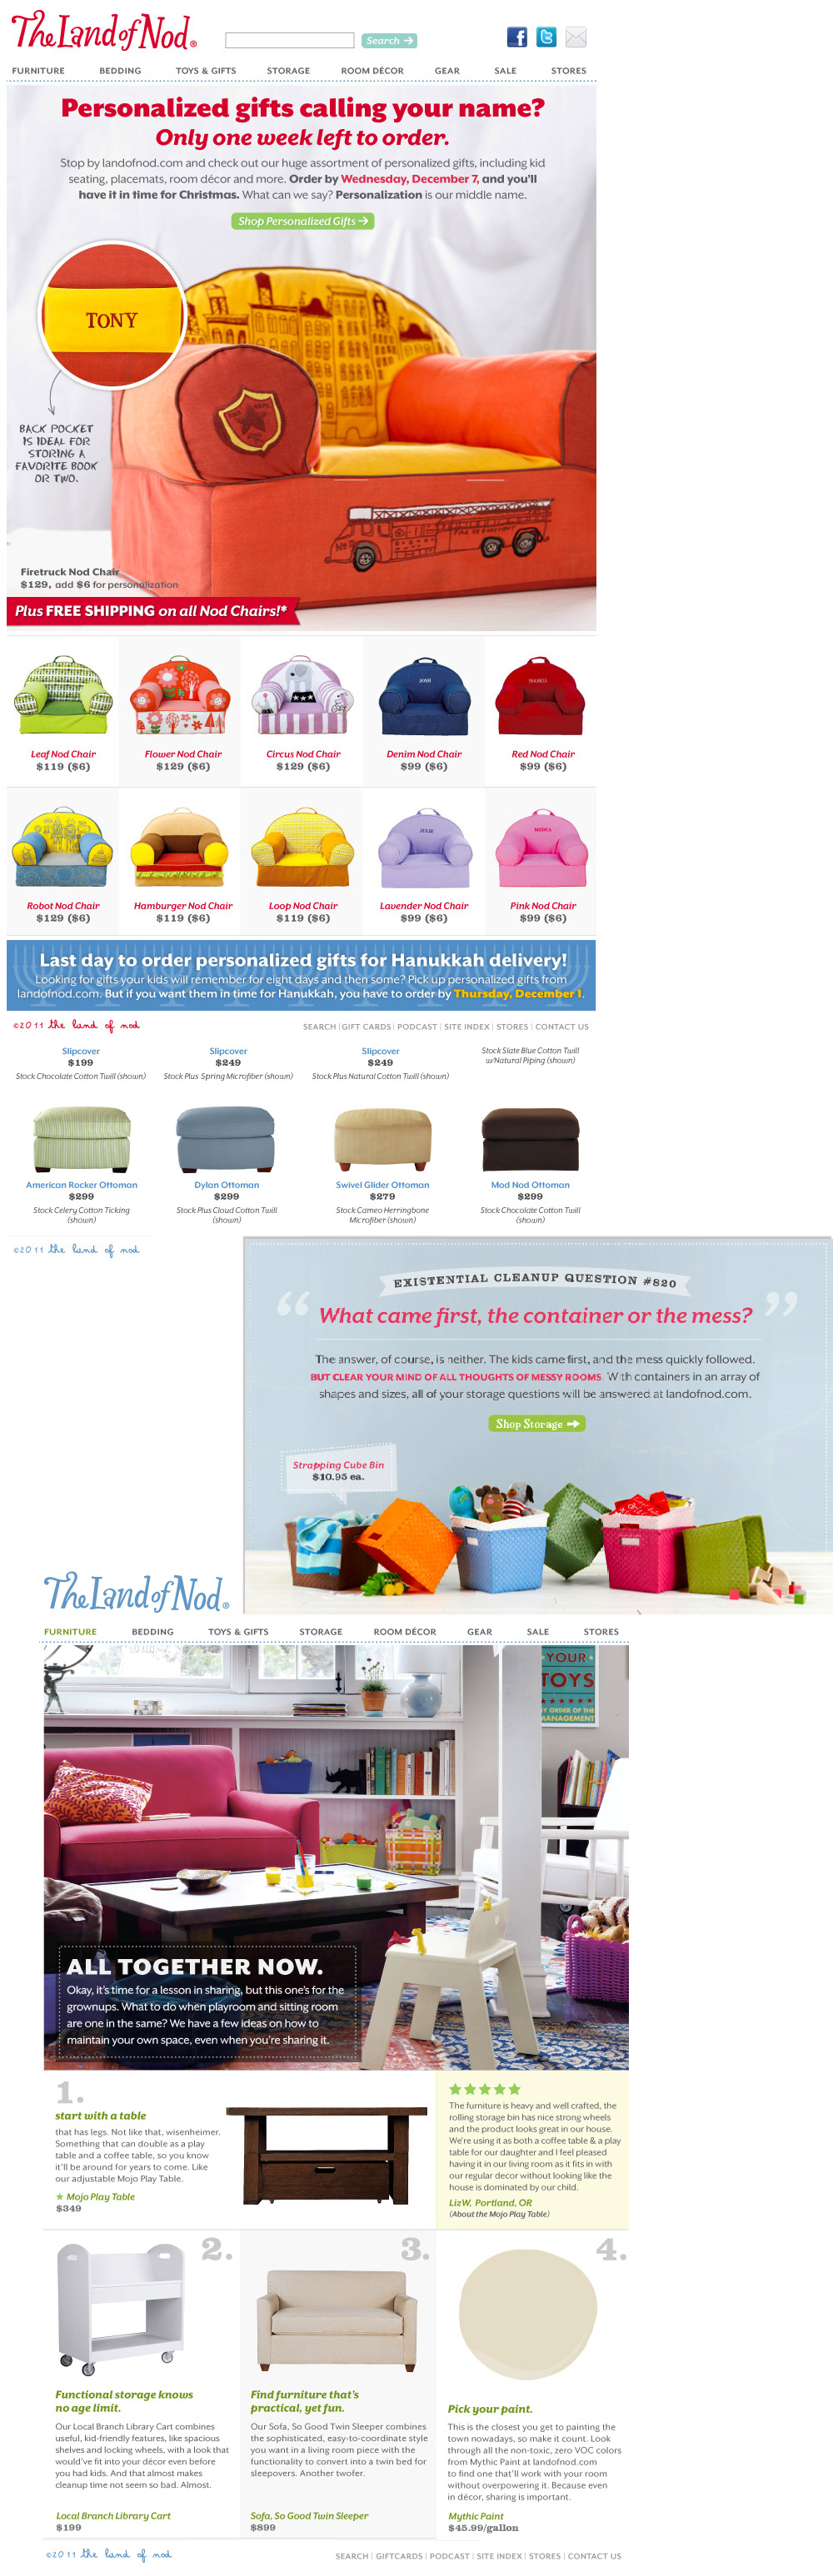 The Land of Nod®
Search →
FURNITURE BEDDING TOYS & GIFTS STORAGE ROOM DÉCOR GEAR SALE STORES
Personalized gifts calling your name?
Only one week left to order.
Stop by landofnod.com and check out our huge assortment of personalized gifts, including kid
seating, placemats, room décor and more. Order by Wednesday, December 7, and you'll
have it in time for Christmas. What can we say? Personalization is our middle name.
Shop Personalized Gifts →
TONY
BACK POCKET
IS IDEAL FOR
STORING A
FAVORITE BOOK
OR TWO.
Firetruck Nod Chair
$129, add $6 for personalization
Plus FREE SHIPPING on all Nod Chairs!*
JOSH
ISABELL
Leaf Nod Chair Flower Nod Chair Circus Nod Chair Denim Nod Chair Red Nod Chair
$119 ($6) $129 ($6) $129 ($6) $99 ($6) $99 ($6)
Robot Nod Chair Hamburger Nod Chair Loop Nod Chair Lavender Nod Chair Pink Nod Chair
$129 ($6) $119 ($6) $119 ($6) $99 ($6) $99 ($6)
Last day to order personalized gifts for Hanukkah delivery!
Looking for gifts your kids will remember for eight days and then some? Pick up personalized gifts from
landofnod.com. But if you want them in time for Hanukkah, you have to order by Thursday, December 1.
©2011 the land of nod
SEARCH | GIFT CARDS | PODCAST | SITE INDEX | STORES | CONTACT US
Slipcover Slipcover Slipcover Stock Slate Blue Cotton Twill
$199 $249 $249 w/Natural Piping (shown)
Stock Chocolate Cotton Twill (shown) Stock Plus Spring Microfiber (shown) Stock Plus Natural Cotton Twill (shown)
American Rocker Ottoman Dylan Ottoman Swivel Glider Ottoman Mod Nod Ottoman
$299 $299 $279 $299
Stock Celery Cotton Ticking Stock Plus Cloud Cotton Twill Stock Cameo Herringbone Stock Chocolate Cotton Twill
(shown) (shown) Microfiber (shown) (shown)
©2011 the land of nod
EXISTENTIAL CLEANUP QUESTION #820
“What came first, the container or the mess?”
The answer, of course, is neither. The kids came first, and the mess quickly followed.
BUT CLEAR YOUR MIND OF ALL THOUGHTS OF MESSY ROOMS. With containers in an array of
shapes and sizes, all of your storage questions will be answered at landofnod.com.
Shop Storage →
Strapping Cube Bin
$10.95 ea.
The Land of Nod®
FURNITURE BEDDING TOYS & GIFTS STORAGE ROOM DÉCOR GEAR SALE STORES
YOUR
TOYS
BY ORDER OF THE
MANAGEMENT
ALL TOGETHER NOW.
Okay, it's time for a lesson in sharing, but this one's for the
grownups. What to do when playroom and sitting room
are one in the same? We have a few ideas on how to
maintain your own space, even when you're sharing it.
1.
start with a table
that has legs. Not like that, wisenheimer.
Something that can double as a play
table and a coffee table, so you know
it'll be around for years to come. Like
our adjustable Mojo Play Table.
Mojo Play Table
$349
The furniture is heavy and well crafted, the
rolling storage bin has nice strong wheels
and the product looks great in our house.
We're using it as both a coffee table & a play
table for our daughter and I feel pleased
having it in our living room as it fits in with
our regular decor without looking like the
house is dominated by our child.
LizW, Portland, OR
(About the Mojo Play Table)
2.
Functional storage knows
no age limit.
Our Local Branch Library Cart combines
useful, kid-friendly features, like spacious
shelves and locking wheels, with a look that
would've fit into your décor even before
you had kids. And that almost makes
cleanup time not seem so bad. Almost.
Local Branch Library Cart
$199
3.
Find furniture that's
practical, yet fun.
Our Sofa, So Good Twin Sleeper combines
the sophisticated, easy-to-coordinate style
you want in a living room piece with the
functionality to convert into a twin bed for
sleepovers. Another twofer.
Sofa, So Good Twin Sleeper
$899
4.
Pick your paint.
This is the closest you get to painting the
town nowadays, so make it count. Look
through all the non-toxic, zero VOC colors
from Mythic Paint at landofnod.com
to find one that'll work with your room
without overpowering it. Because even
in décor, sharing is important.
Mythic Paint
$45.99/gallon
©2011 the land of nod
SEARCH | GIFTCARDS | PODCAST | SITE INDEX | STORES | CONTACT US